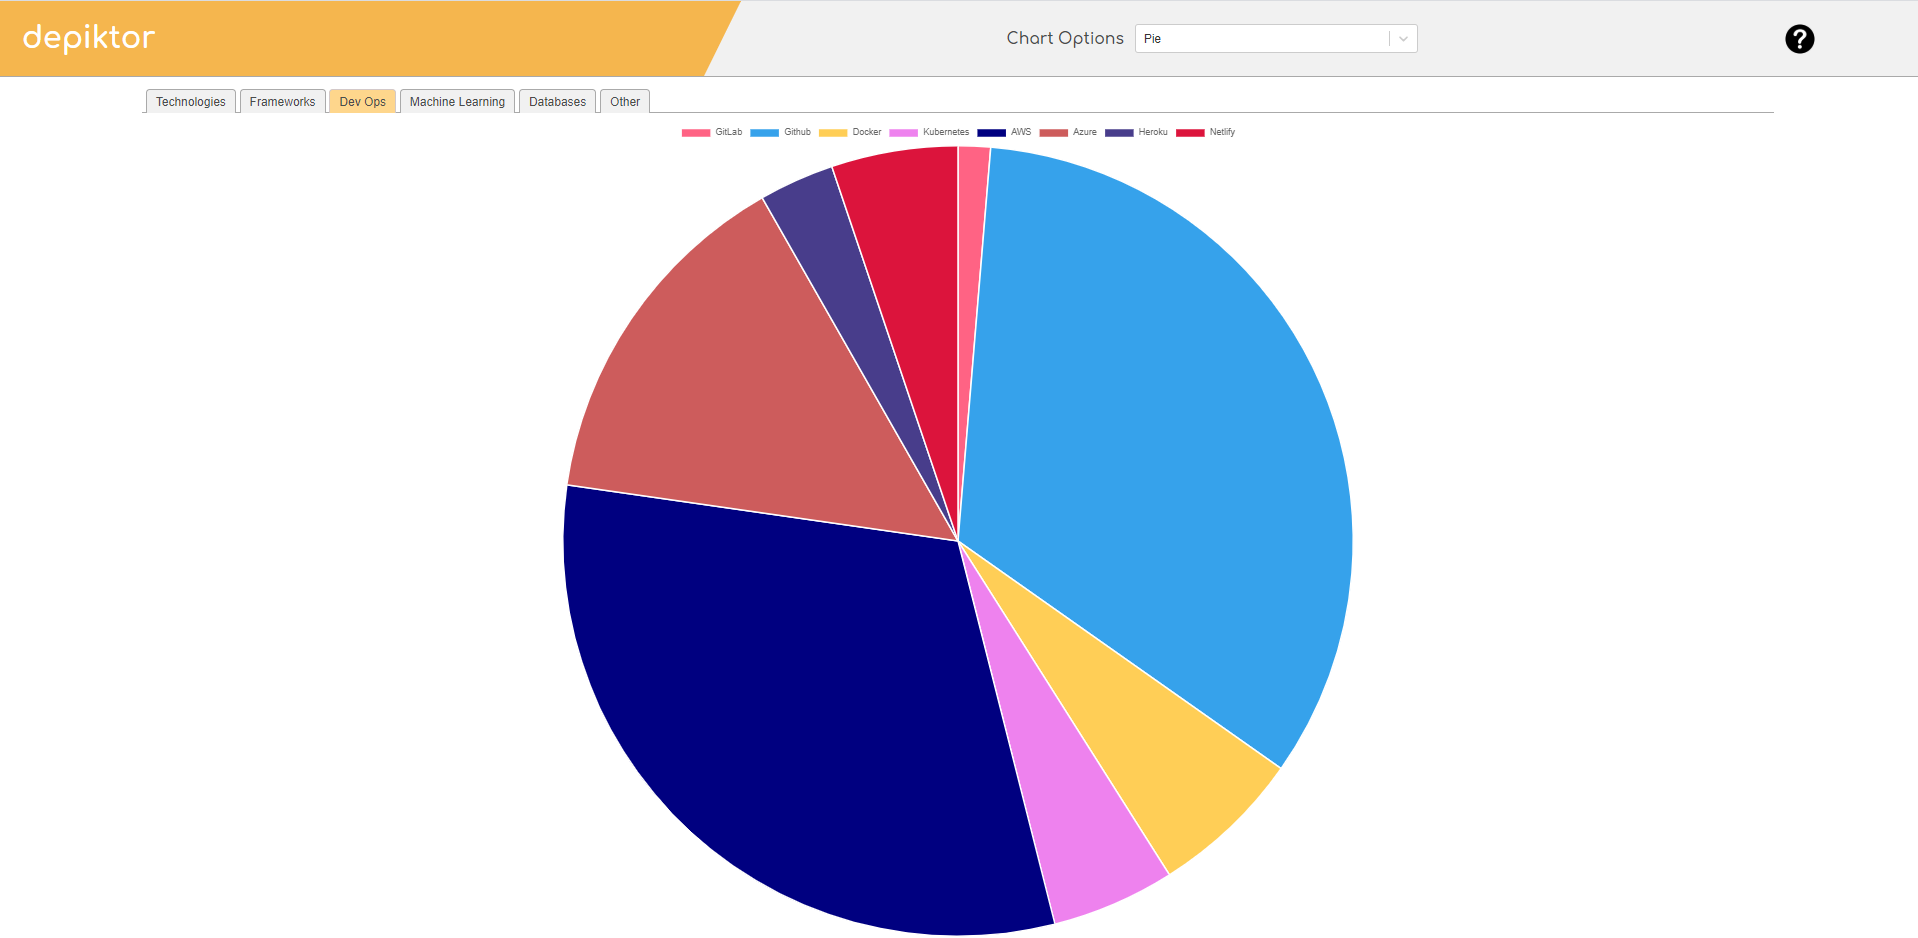 depiktor
Chart Options Pie
?
Technologies Frameworks Dev Ops Machine Learning Databases Other
GitLab Github Docker Kubernetes AWS Azure Heroku Netlify